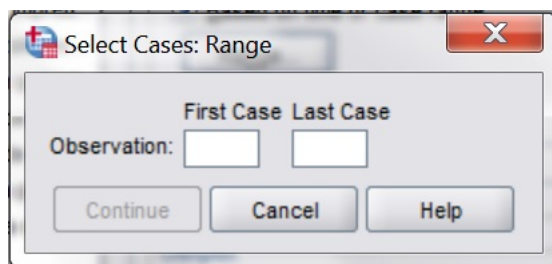 Select Cases: Range
First Case Last Case
Observation:
Continue Cancel Help